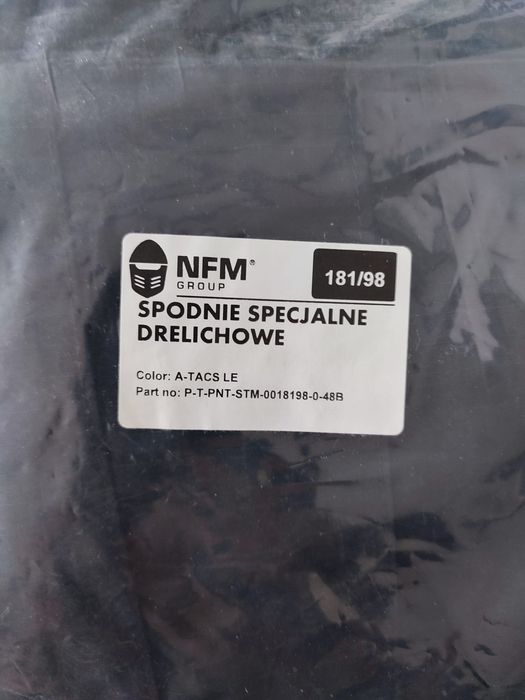 NFM®
GROUP
181/98
SPODNIE SPECJALNE
DRELICHOWE
Color: A-TACS LE
Part no: P-T-PNT-STM-0018198-0-48B